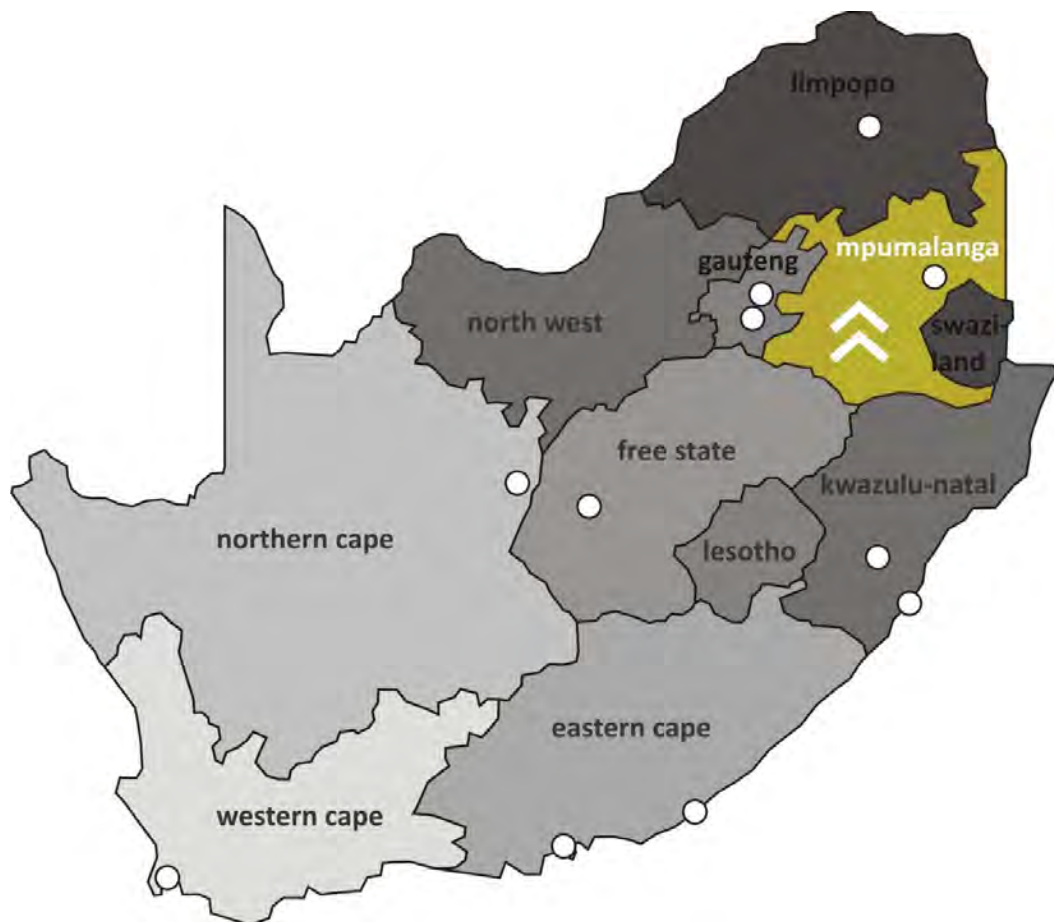 limpopo
mpumalanga
gauteng
north west
swazi-
land
free state
kwazulu-natal
northern cape
lesotho
eastern cape
western cape